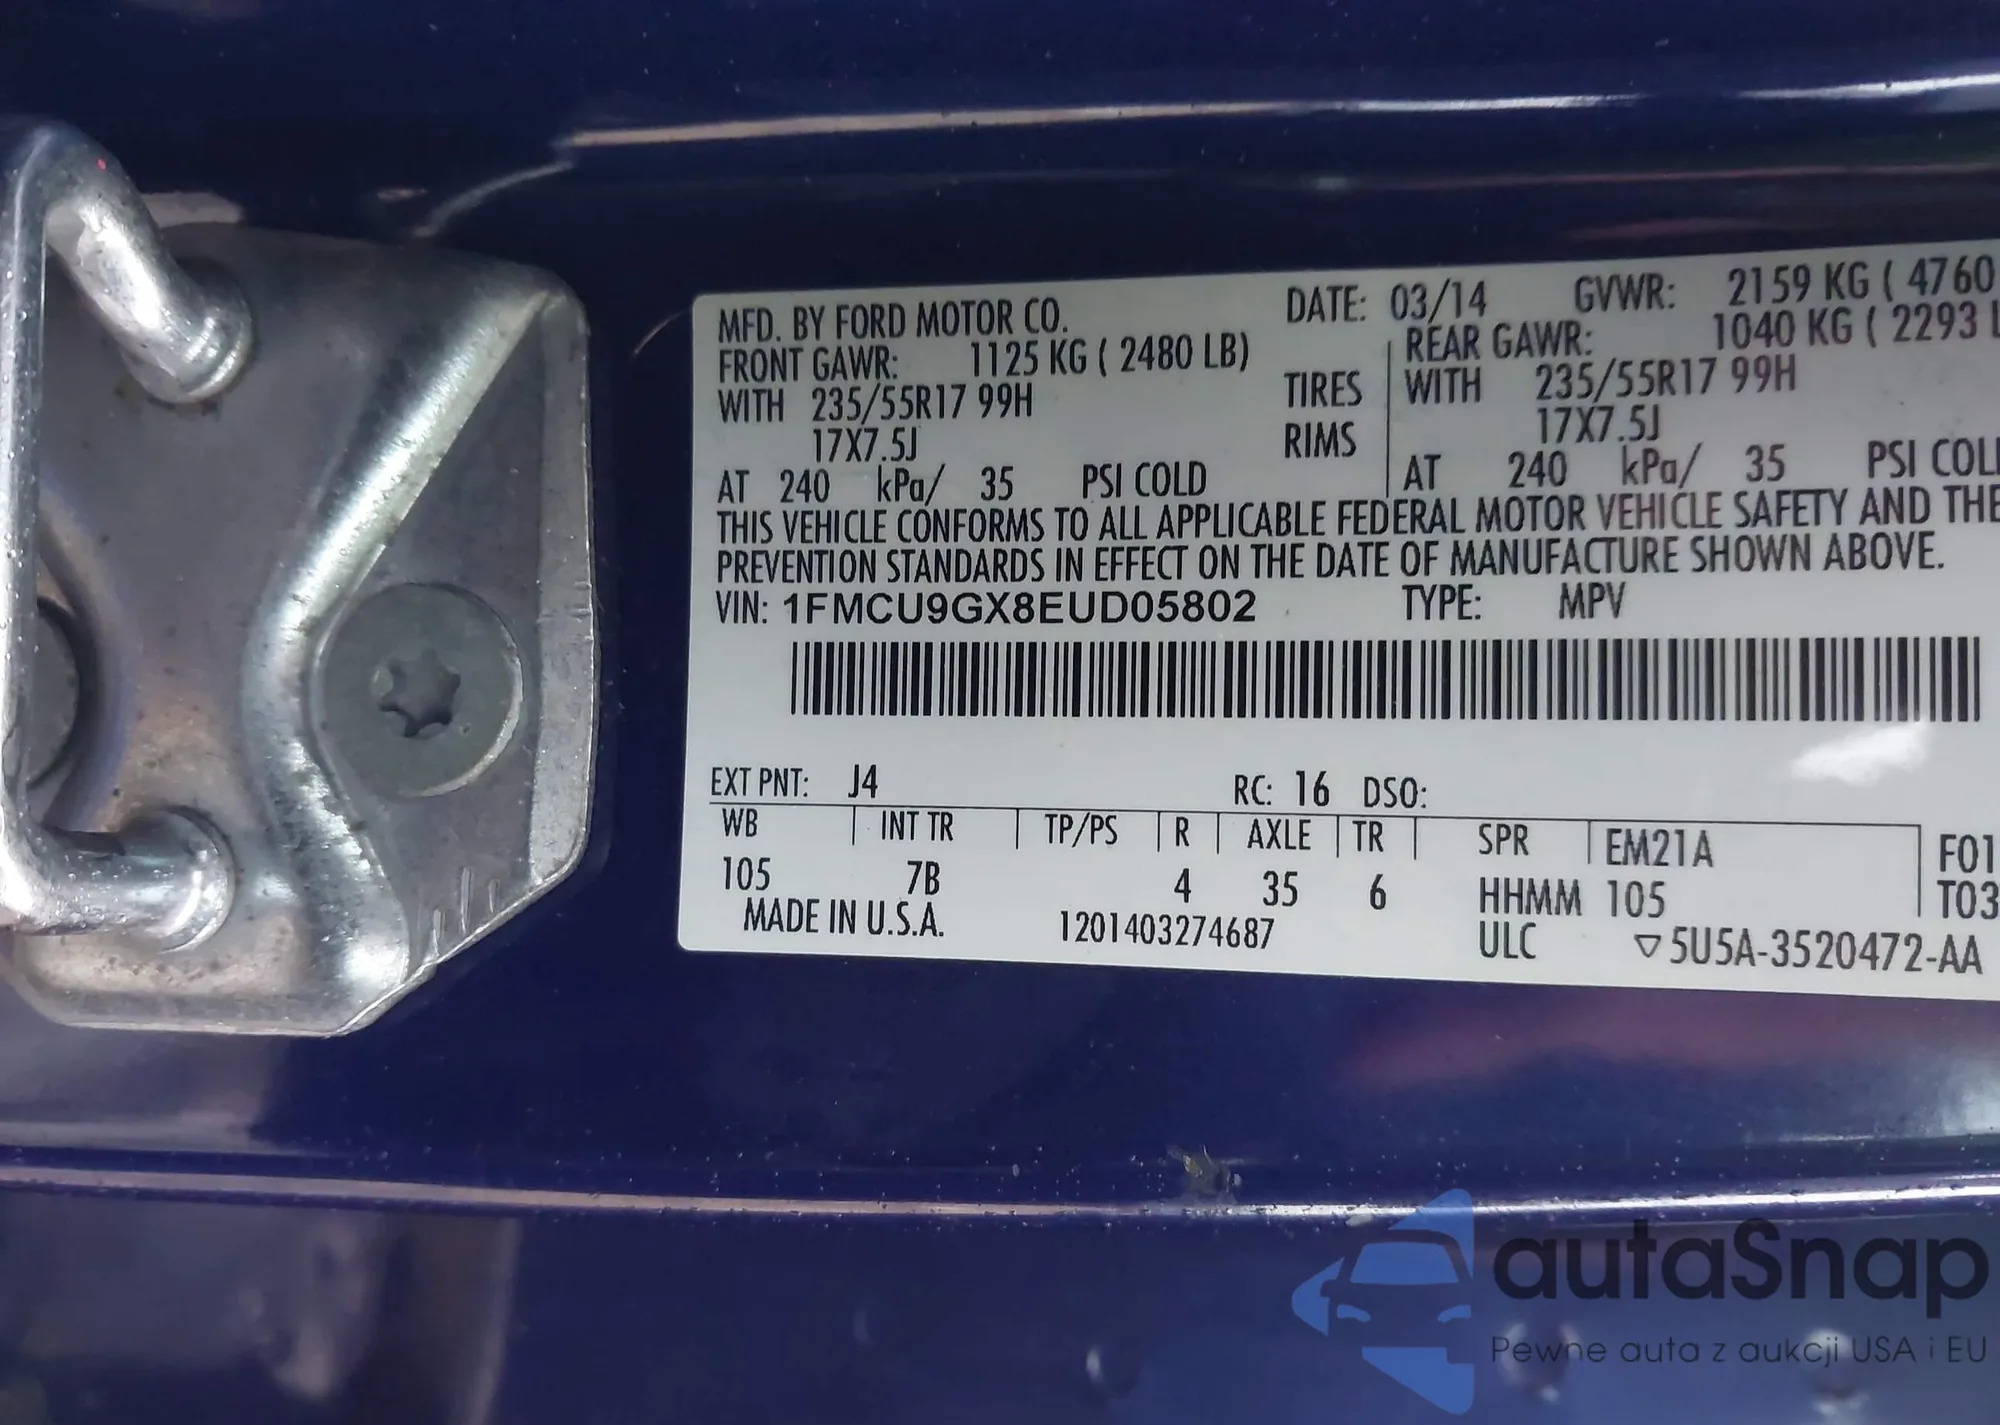 MFD. BY FORD MOTOR CO. DATE: 03/14 GVWR: 2159 KG ( 4760
FRONT GAWR: 1125 KG ( 2480 LB) REAR GAWR: 1040 KG ( 2293 L
WITH 235/55R17 99H TIRES WITH 235/55R17 99H
17X7.5J RIMS 17X7.5J
AT 240 kPa/ 35 PSI COLD AT 240 kPa/ 35 PSI COL
THIS VEHICLE CONFORMS TO ALL APPLICABLE FEDERAL MOTOR VEHICLE SAFETY AND THE
PREVENTION STANDARDS IN EFFECT ON THE DATE OF MANUFACTURE SHOWN ABOVE.
VIN: 1FMCU9GX8EUD05802 TYPE: MPV
EXT PNT: J4 RC: 16 DSO:
WB INT TR TP/PS R AXLE TR SPR EM21A F01
105 7B 4 35 6 HHMM 105 T03
MADE IN U.S.A. 1201403274687 ULC ▽5U5A-3520472-AA
autaSnap
Pewne auta z aukcji USA i EU